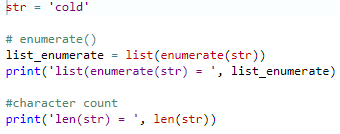 str = 'cold'
# enumerate()
list_enumerate = list(enumerate(str))
print('list(enumerate(str) = ', list_enumerate)
#character count
print('len(str) = ', len(str))